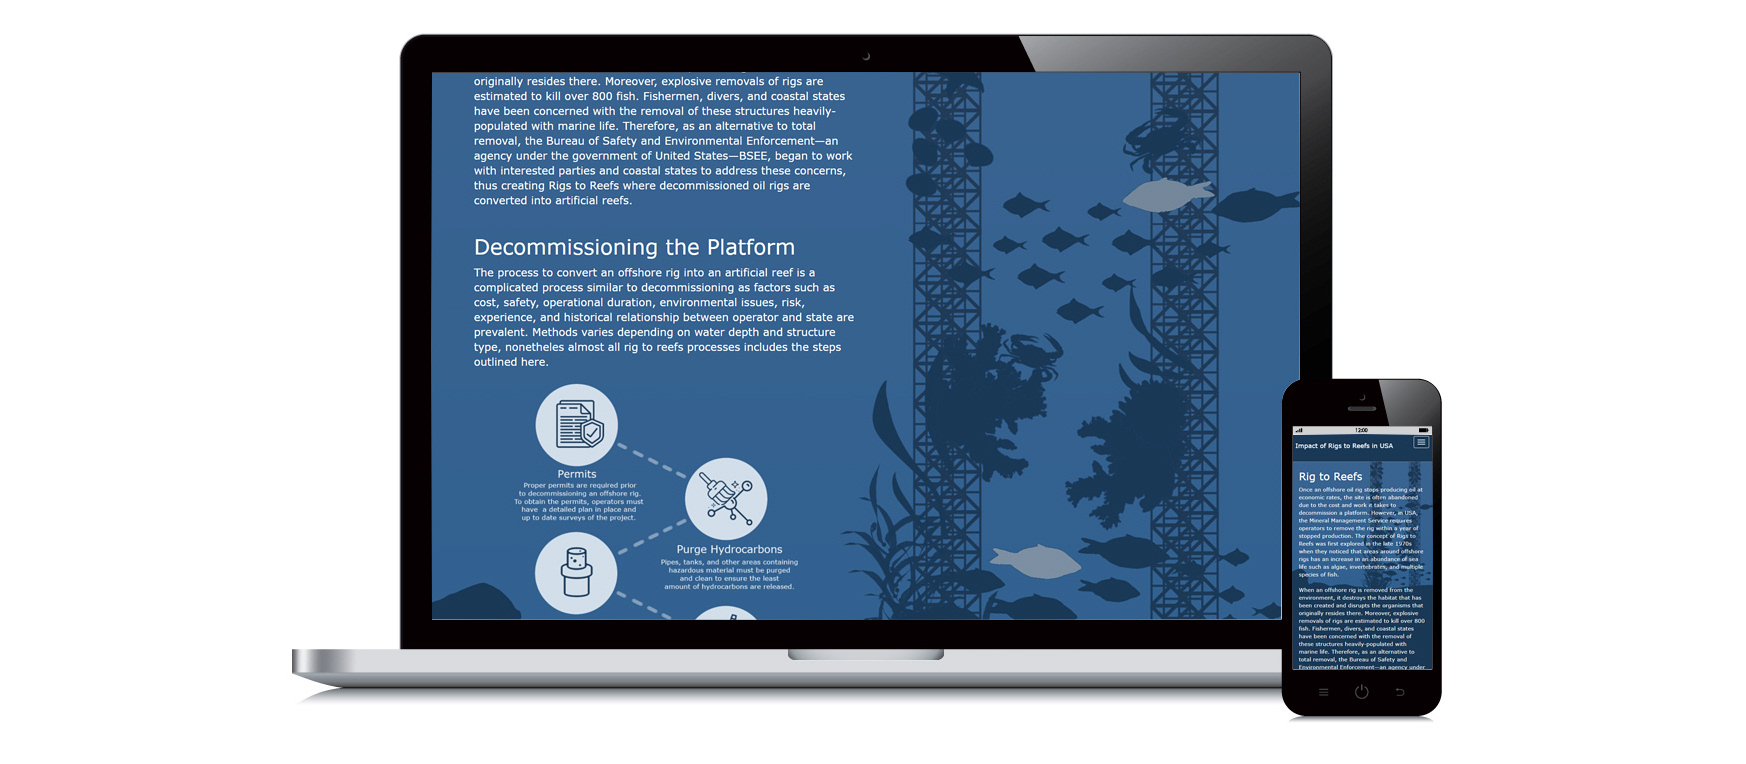 originally resides there. Moreover, explosive removals of rigs are
estimated to kill over 800 fish. Fishermen, divers, and coastal states
have been concerned with the removal of these structures heavily-
populated with marine life. Therefore, as an alternative to total
removal, the Bureau of Safety and Environmental Enforcement—an
agency under the government of United States—BSEE, began to work
with interested parties and coastal states to address these concerns,
thus creating Rigs to Reefs where decommissioned oil rigs are
converted into artificial reefs.
Decommissioning the Platform
The process to convert an offshore rig into an artificial reef is a
complicated process similar to decommissioning as factors such as
cost, safety, operational duration, environmental issues, risk,
experience, and historical relationship between operator and state are
prevalent. Methods varies depending on water depth and structure
type, nonetheles almost all rig to reefs processes includes the steps
outlined here.
Permits
Proper permits are required prior
to decommissioning an offshore rig.
To obtain the permits, operators must
have a detailed plan in place and
up to date surveys of the project.
Purge Hydrocarbons
Pipes, tanks, and other areas containing
hazardous material must be purged
and clean to ensure the least
amount of hydrocarbons are released.
12:00
Impact of Rigs to Reefs in USA
Rig to Reefs
Once an offshore oil rig stops producing oil at
economic rates, the site is often abandoned
due to the cost and work it takes to
decommission a platform. However, in USA,
the Mineral Management Service requires
operators to remove the rig within a year of
stopped production. The concept of Rigs to
Reefs was first explored in the late 1970s
when they noticed that areas around offshore
rigs has an increase in an abundance of sea
life such as algae, invertebrates, and multiple
species of fish.
When an offshore rig is removed from the
environment, it destroys the habitat that has
been created and disrupts the organisms that
originally resides there. Moreover, explosive
removals of rigs are estimated to kill over 800
fish. Fishermen, divers, and coastal states
have been concerned with the removal of
these structures heavily-populated with
marine life. Therefore, as an alternative to
total removal, the Bureau of Safety and
Environmental Enforcement—an agency under